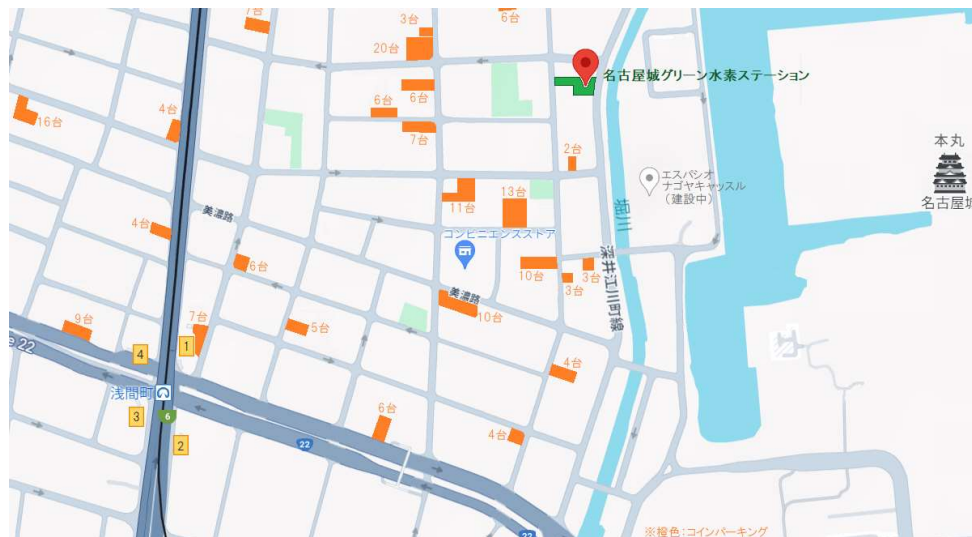 7台
3台
6台
20台
名古屋城グリーン水素ステーション
6台
6台
4台
16台
7台
2台
本丸
エスパシオ
ナゴヤキャッスル
(建設中)
名古屋城
11台
13台
堀川
美濃路
4台
コンビニエンスストア
深井江川町線
6台
10台
3台
3台
美濃路
10台
9台
7台
5台
e 22
4
1
4台
浅間町
3
6
2
6台
4台
22
22
※橙色:コインパーキング